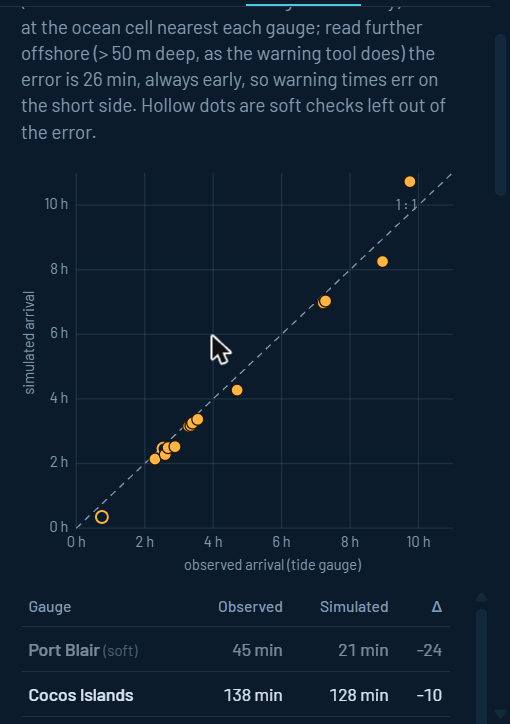 at the ocean cell nearest each gauge; read further
offshore (> 50 m deep, as the warning tool does) the
error is 26 min, always early, so warning times err on
the short side. Hollow dots are soft checks left out of
the error.
10 h
1 : 1
8 h
6 h
4 h
2 h
0 h
simulated arrival
0 h 2 h 4 h 6 h 8 h 10 h
observed arrival (tide gauge)
Gauge Observed Simulated Δ
Port Blair (soft) 45 min 21 min -24
Cocos Islands 138 min 128 min -10